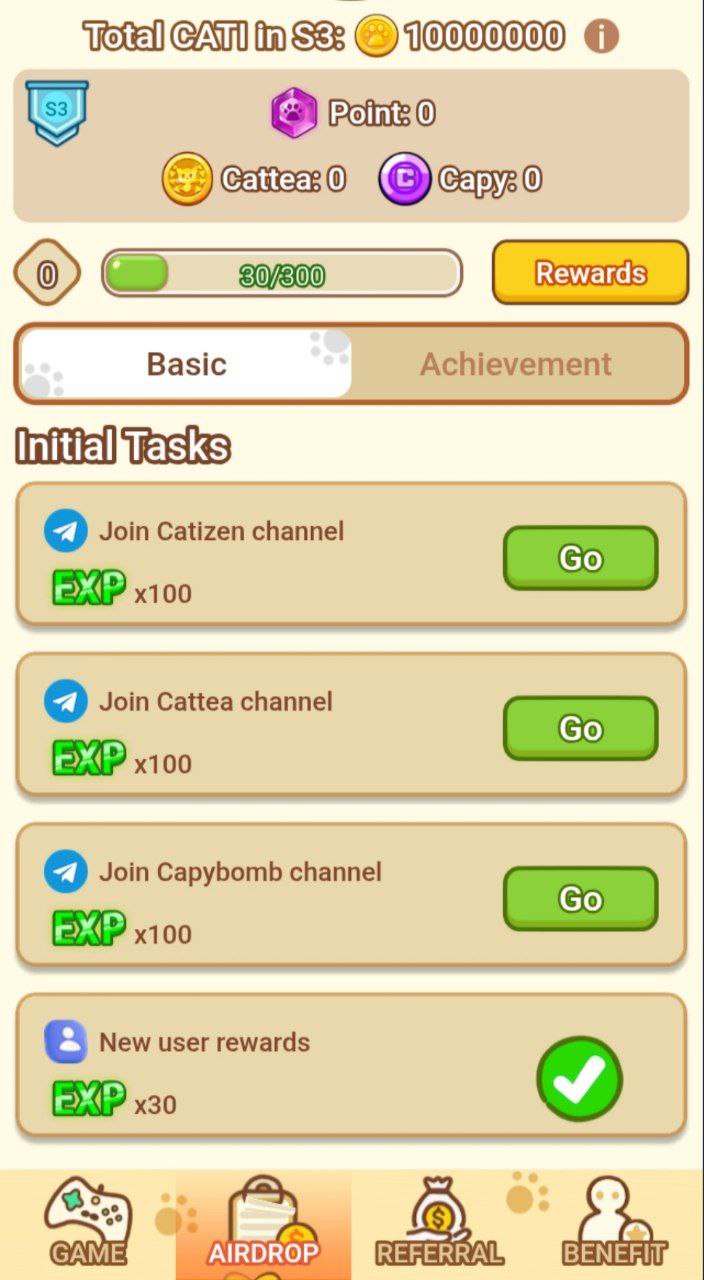 Total CATI in S3: 10000000 i
S3
Point: 0
Cattea: 0 C Capy: 0
0 30/300 Rewards
Basic Achievement
Initial Tasks
Join Catizen channel
EXP x100
Go
Join Cattea channel
EXP x100
Go
Join Capybomb channel
EXP x100
Go
New user rewards
EXP x30
GAME AIRDROP REFERRAL BENEFIT